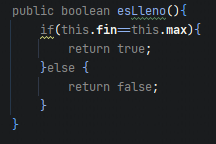 public boolean esLleno(){
    if(this.fin==this.max){
        return true;
    }else {
        return false;
    }
}